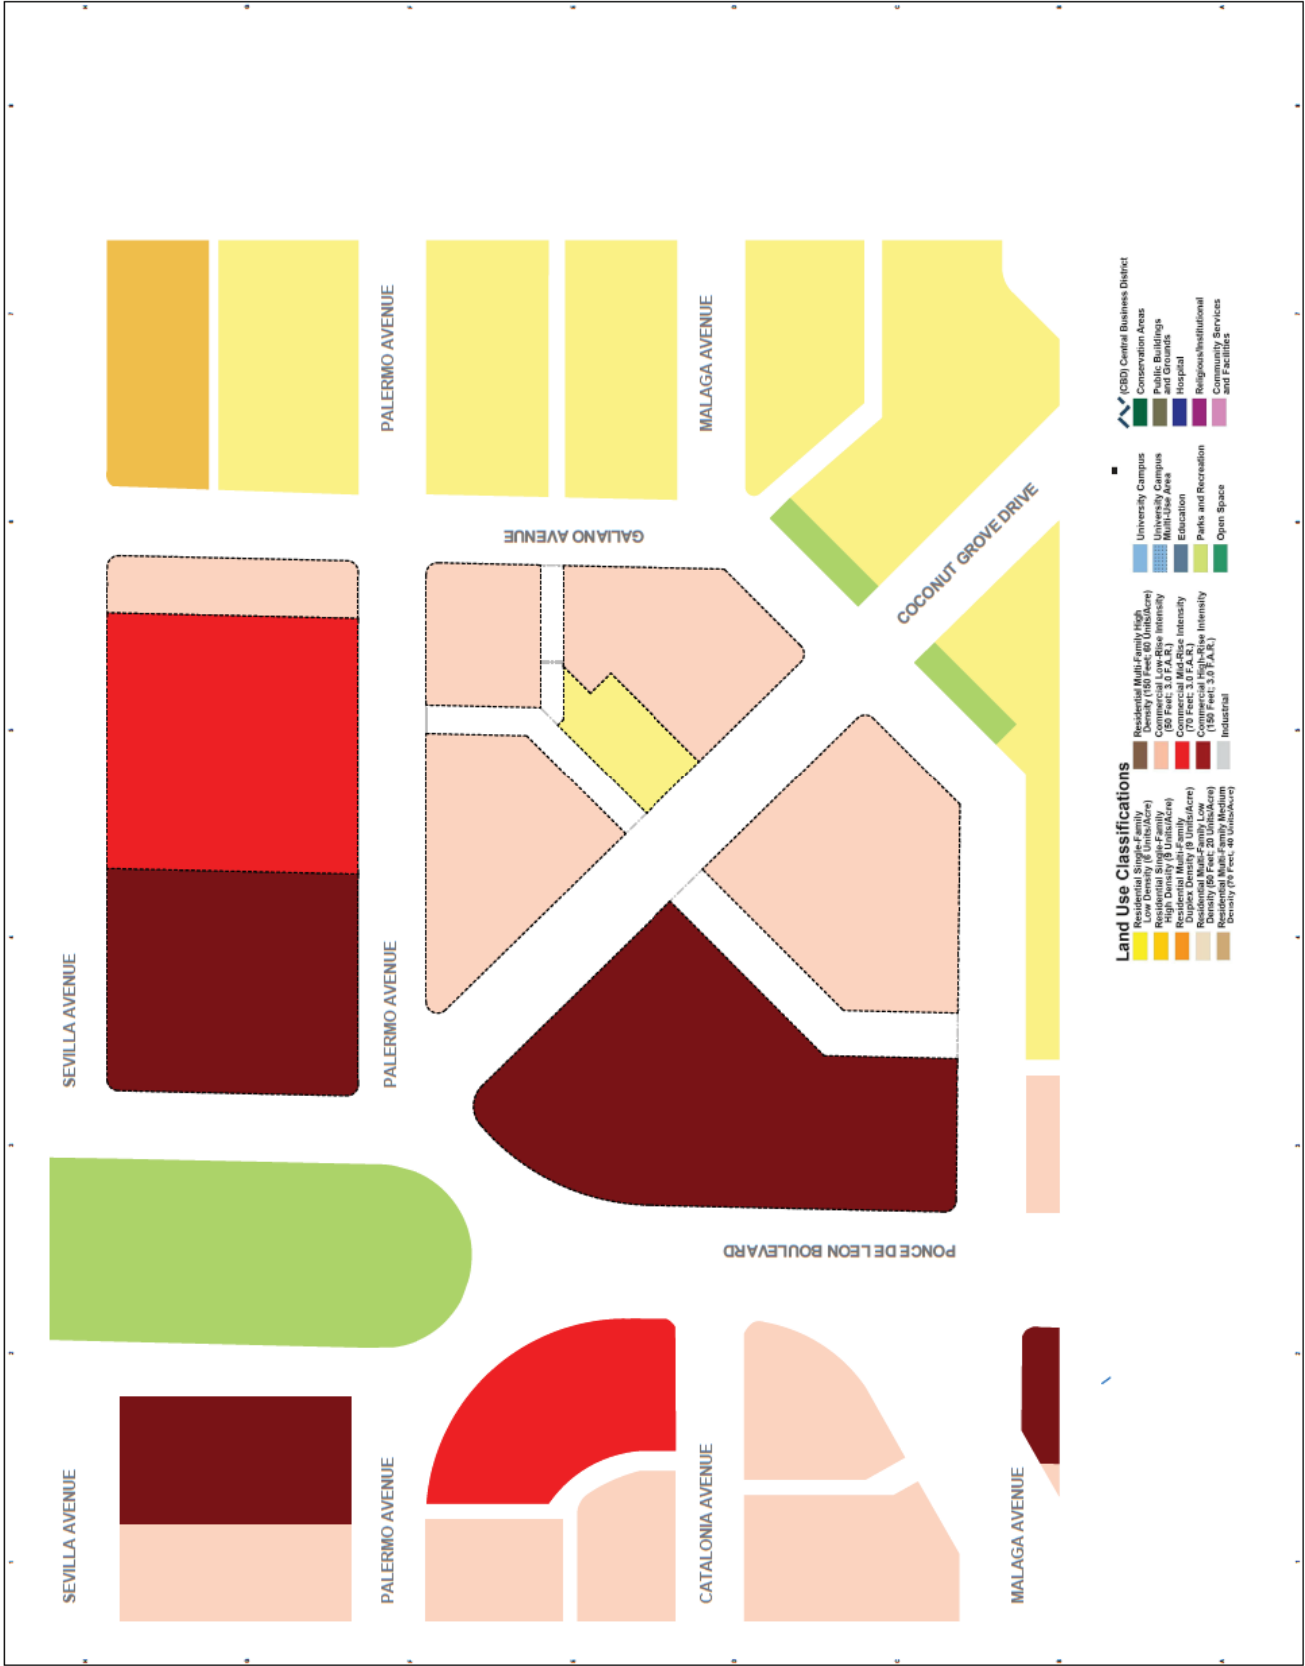 SEVILLA AVENUE
SEVILLA AVENUE
PALERMO AVENUE
PALERMO AVENUE
PALERMO AVENUE
CATALONIA AVENUE
MALAGA AVENUE
MALAGA AVENUE
GALIANO AVENUE
PONCE DE LEON BOULEVARD
COCONUT GROVE DRIVE
Land Use Classifications
Residential Single-Family
Low Density (6 Units/Acre)
Residential Single-Family
High Density (9 Units/Acre)
Residential Multi-Family
Duplex Density (9 Units/Acre)
Residential Multi-Family Low
Density (50 Feet; 20 Units/Acre)
Residential Multi-Family Medium
Density (70 Feet; 40 Units/Acre)
Residential Multi-Family High
Density (150 Feet; 60 Units/Acre)
Commercial Low-Rise Intensity
(50 Feet; 3.0 F.A.R.)
Commercial Mid-Rise Intensity
(70 Feet; 3.0 F.A.R.)
Commercial High-Rise Intensity
(150 Feet; 3.0 F.A.R.)
Industrial
University Campus
University Campus
Multi-Use Area
Education
Parks and Recreation
Open Space
(CBD) Central Business District
Conservation Areas
Public Buildings
and Grounds
Hospital
Religious/Institutional
Community Services
and Facilities